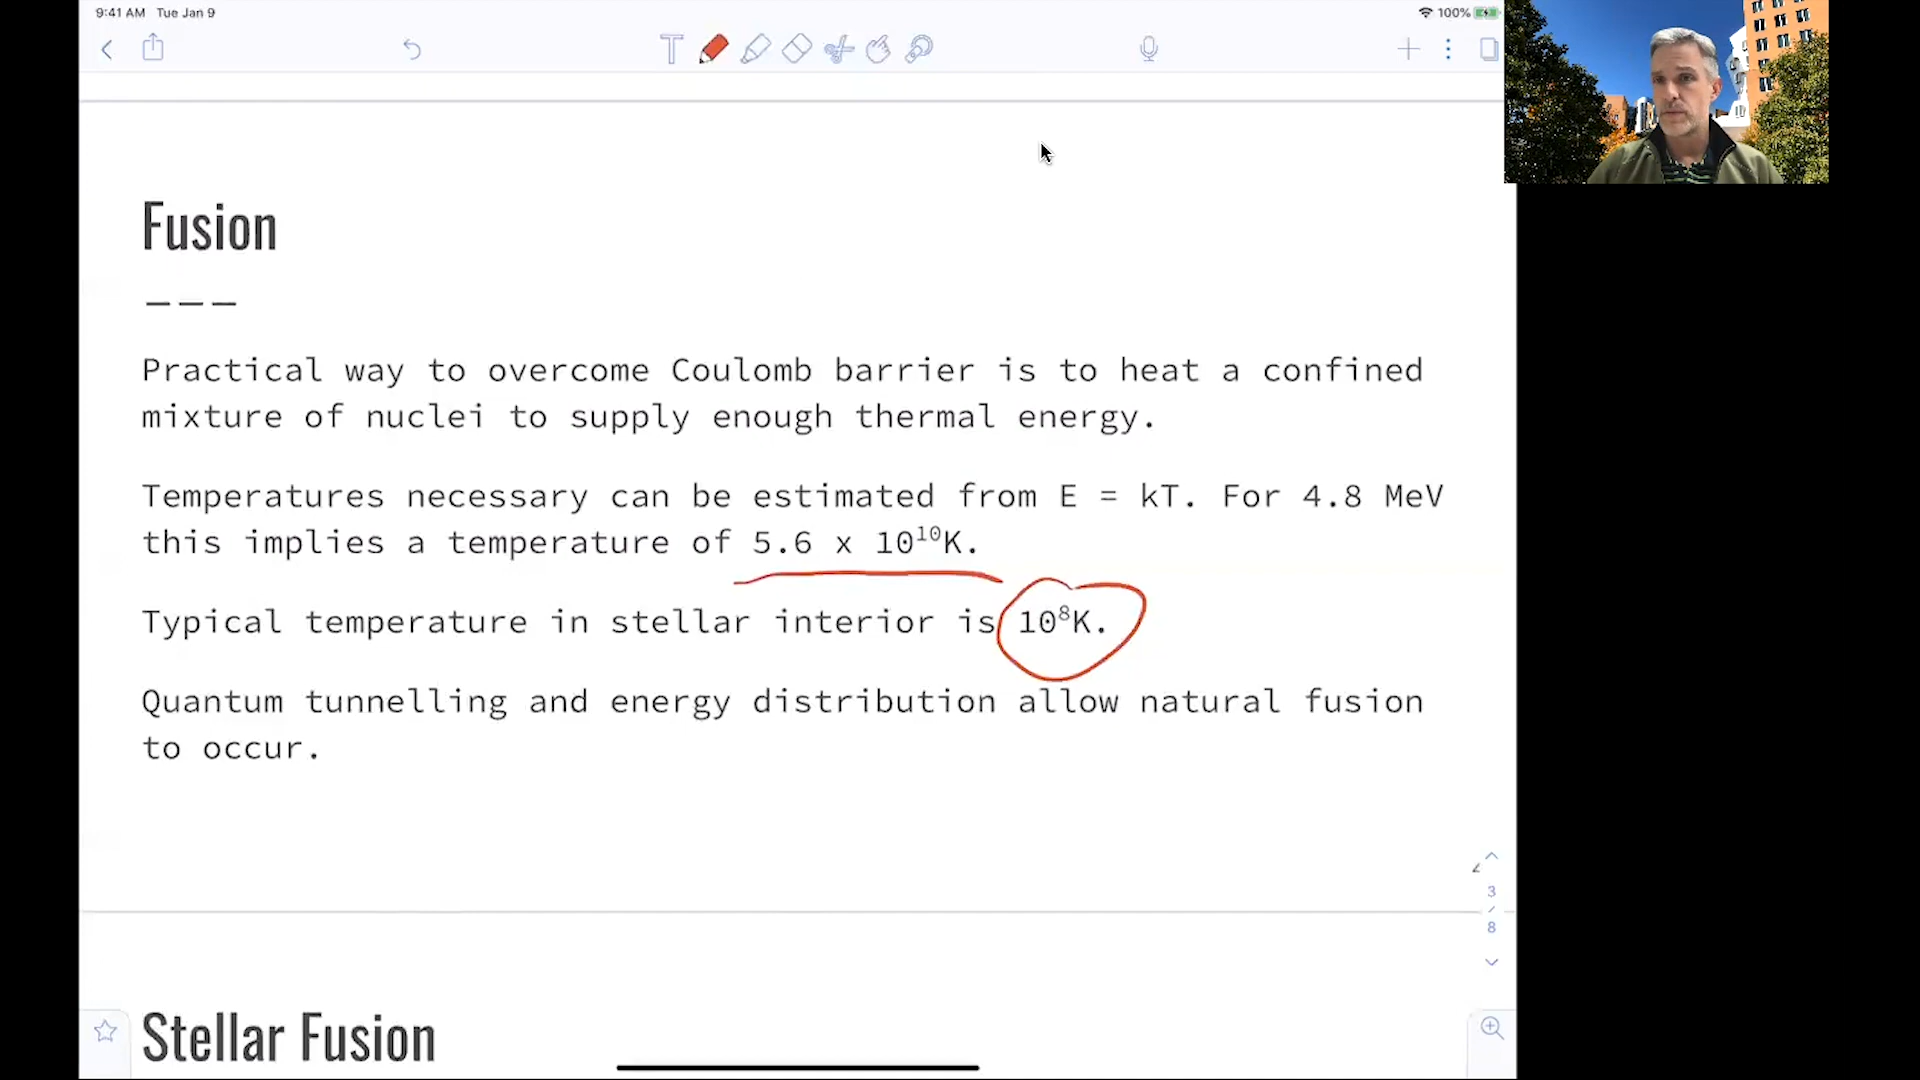 9:41 AM Tue Jan 9
100%
Fusion
---
Practical way to overcome Coulomb barrier is to heat a confined
mixture of nuclei to supply enough thermal energy.
Temperatures necessary can be estimated from E = kT. For 4.8 MeV
this implies a temperature of 5.6 x 10¹⁰K.
Typical temperature in stellar interior is 10⁸K.
Quantum tunnelling and energy distribution allow natural fusion
to occur.
3
/
8
Stellar Fusion